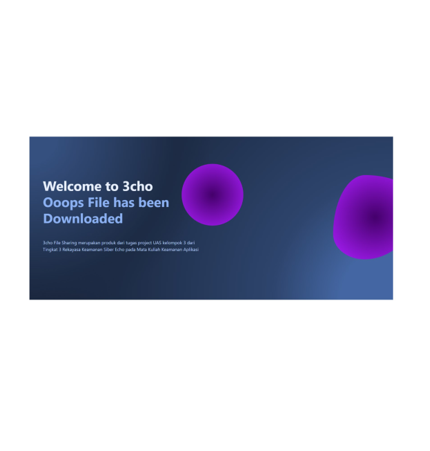 Welcome to 3cho
Ooops File has been
Downloaded
3cho File Sharing merupakan produk dari tugas project UAS kelompok 3 dari
Tingkat 3 Rekayasa Keamanan Siber Echo pada Mata Kuliah Keamanan Aplikasi